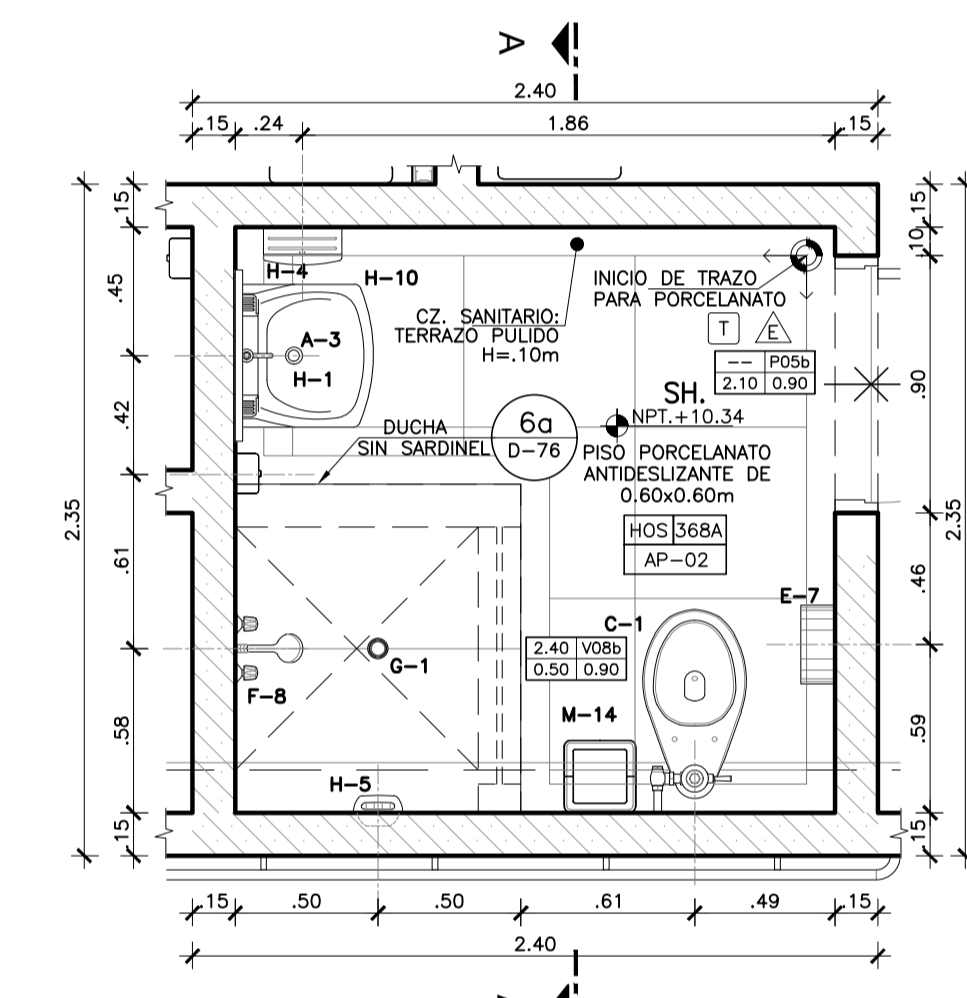 A
2.40
.15 .24 1.86 .15
.15
.45
.42
.61
.58
.15
2.35
.15
.10
.90
.46
.59
.15
2.35
H-4
H-10
A-3
H-1
CZ. SANITARIO:
TERRAZO PULIDO
H=.10m
INICIO DE TRAZO
PARA PORCELANATO
T E
-- P05b
2.10 0.90
SH.
NPT.+10.34
DUCHA
SIN SARDINEL
6a
D-76
PISO PORCELANATO
ANTIDESLIZANTE DE
0.60x0.60m
HOS 368A
AP-02
E-7
C-1
2.40 V08b
0.50 0.90
G-1
F-8
M-14
H-5
.15 .50 .50 .61 .49 .15
2.40